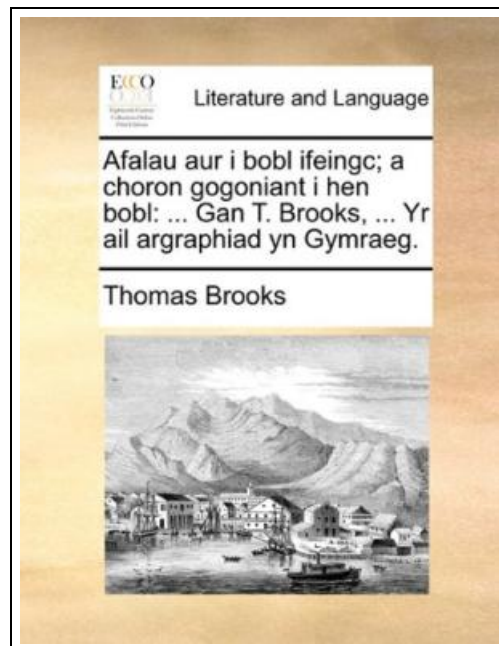 ECCO
Literature and Language
Afalau aur i bobl ifeingc; a
choron gogoniant i hen
bobl: ... Gan T. Brooks, ... Yr
ail argraphiad yn Gymraeg.
Thomas Brooks